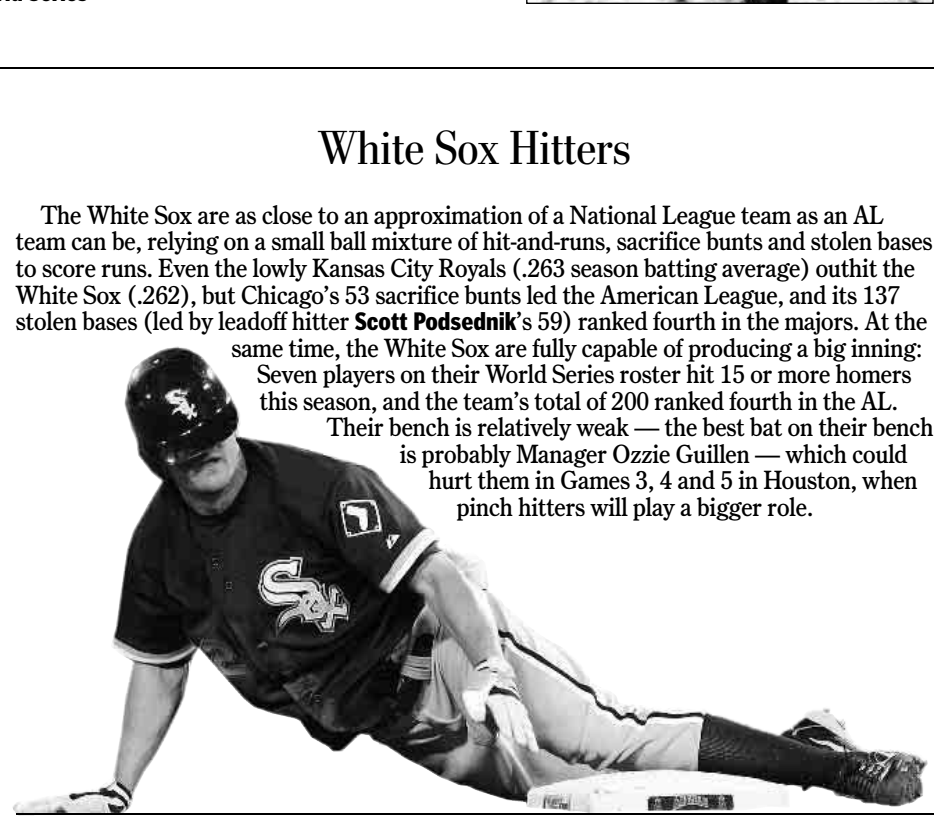 White Sox Hitters
The White Sox are as close to an approximation of a National League team as an AL
team can be, relying on a small ball mixture of hit-and-runs, sacrifice bunts and stolen bases
to score runs. Even the lowly Kansas City Royals (.263 season batting average) outhit the
White Sox (.262), but Chicago’s 53 sacrifice bunts led the American League, and its 137
stolen bases (led by leadoff hitter Scott Podsednik’s 59) ranked fourth in the majors. At the
same time, the White Sox are fully capable of producing a big inning:
Seven players on their World Series roster hit 15 or more homers
this season, and the team’s total of 200 ranked fourth in the AL.
Their bench is relatively weak — the best bat on their bench
is probably Manager Ozzie Guillen — which could
hurt them in Games 3, 4 and 5 in Houston, when
pinch hitters will play a bigger role.
Sox
Sox